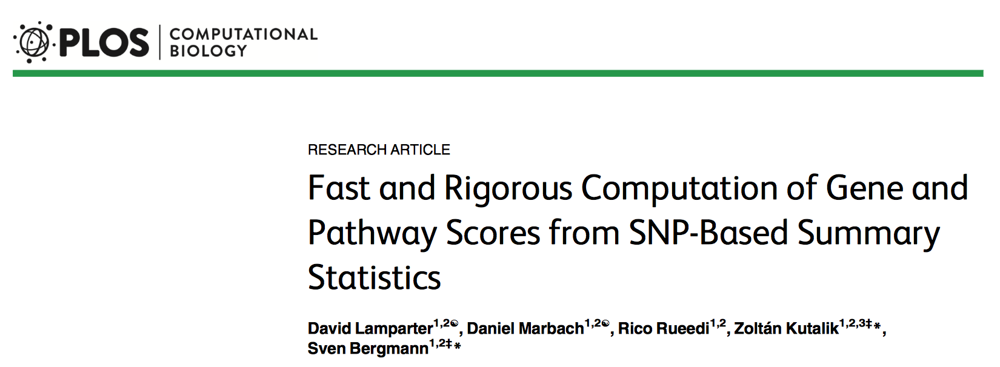 PLOS COMPUTATIONAL
BIOLOGY
RESEARCH ARTICLE
Fast and Rigorous Computation of Gene and
Pathway Scores from SNP-Based Summary
Statistics
David Lamparter1,2☯, Daniel Marbach1,2☯, Rico Rueedi1,2, Zoltán Kutalik1,2,3‡*,
Sven Bergmann1,2‡*